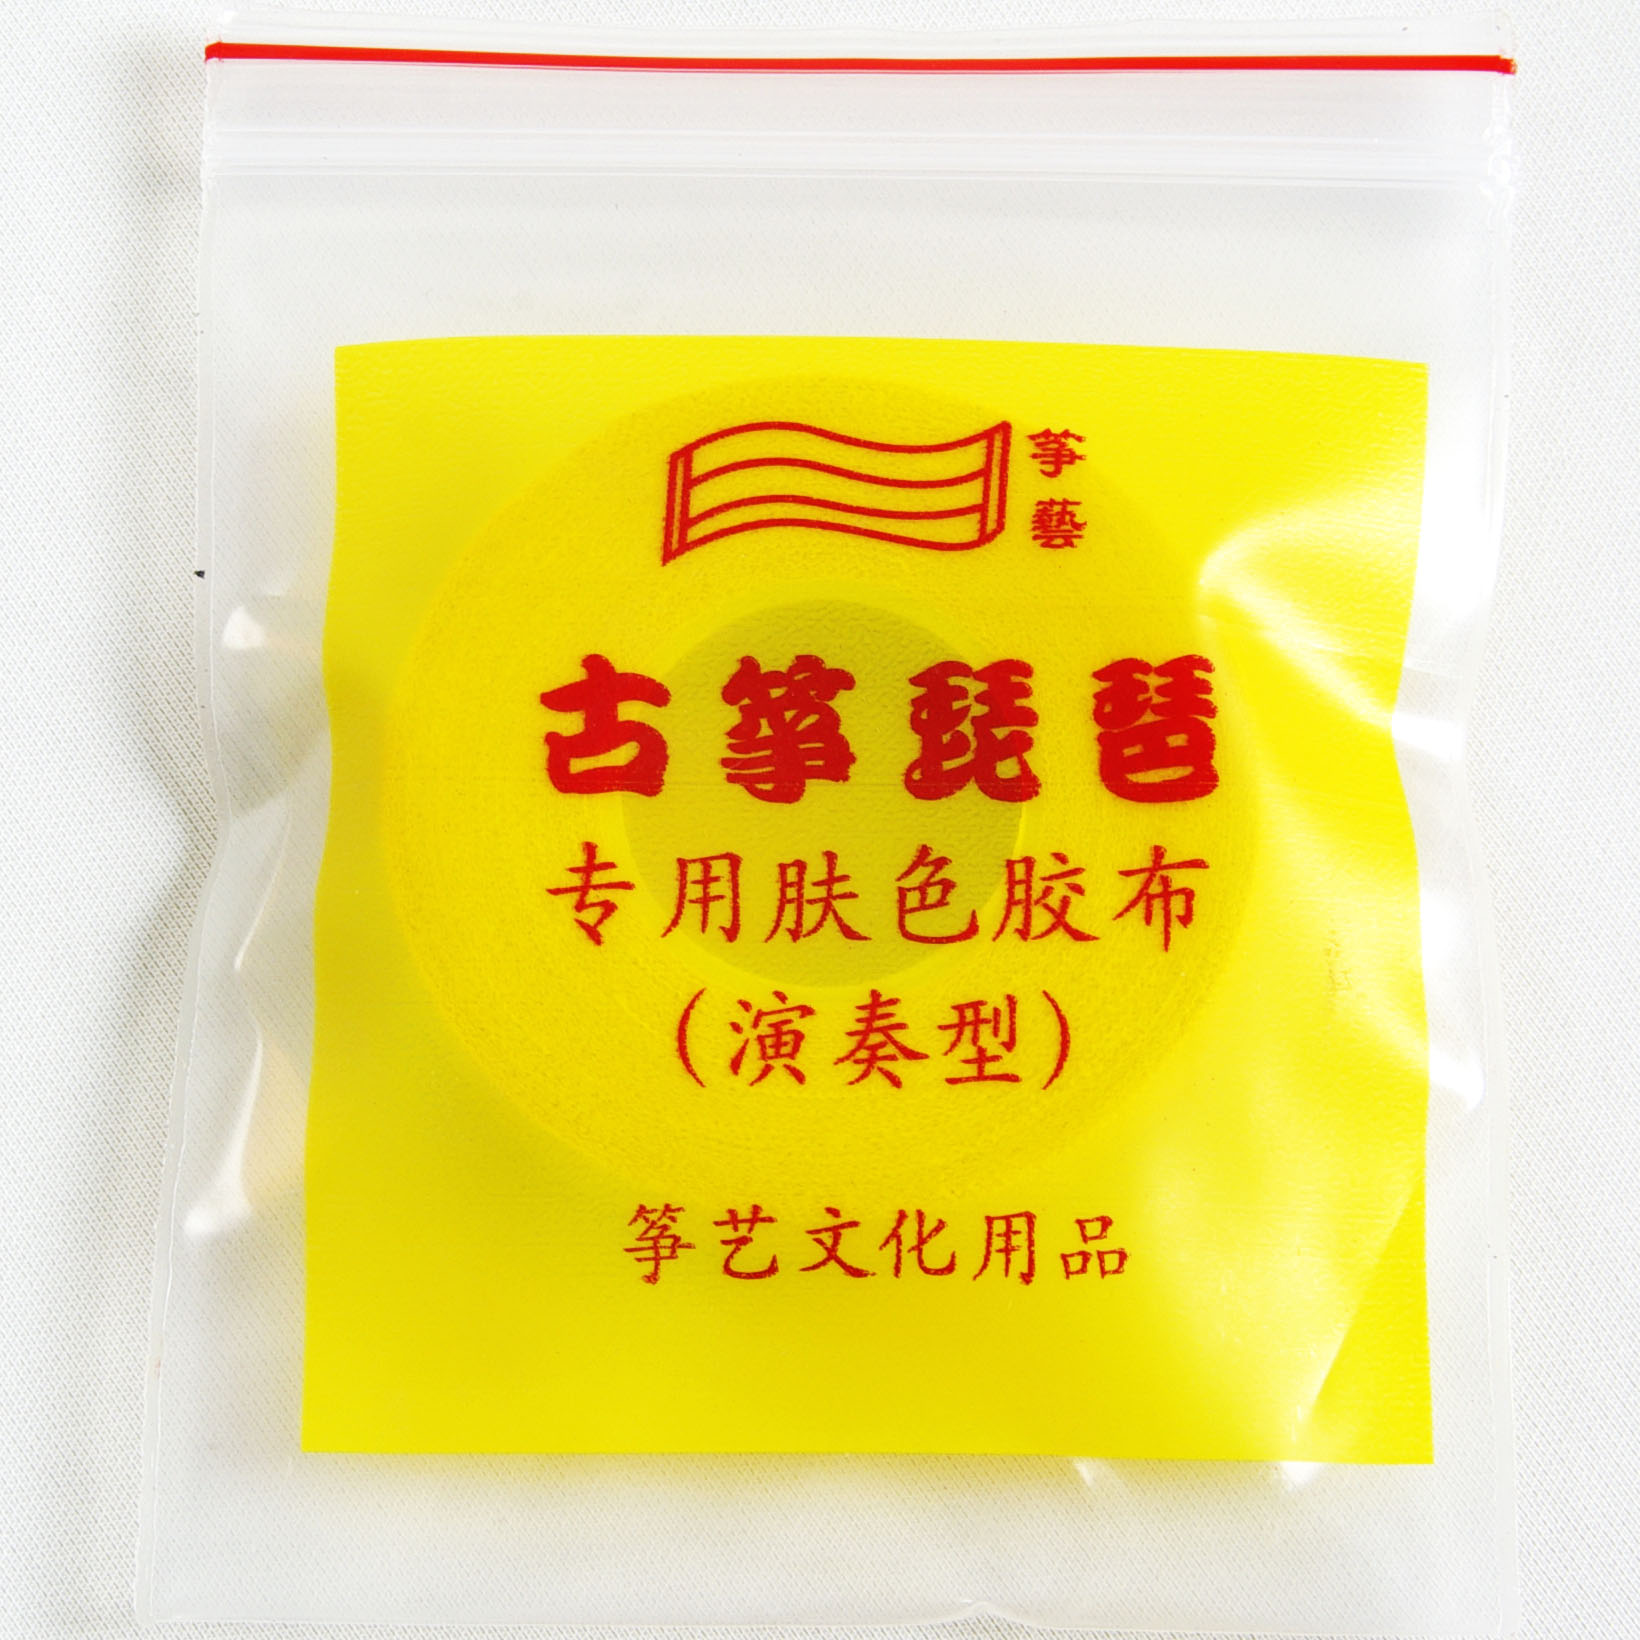 筝藝
古筝琵琶
专用肤色胶布
(演奏型)
筝艺文化用品